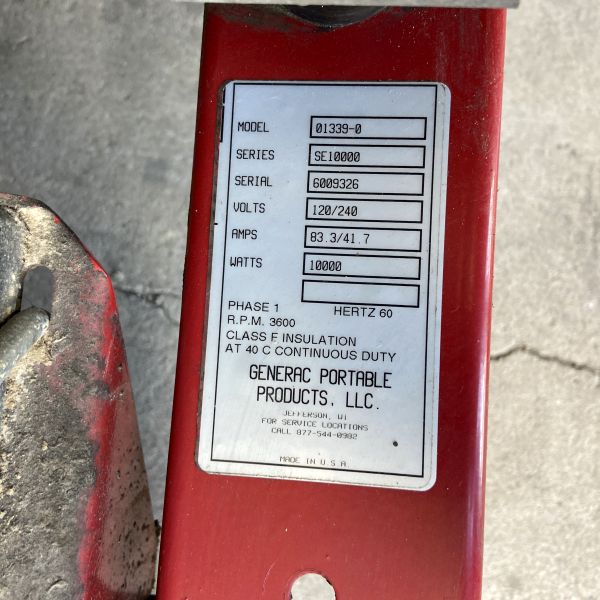 MODEL 01339-0
SERIES SE10000
SERIAL 6009326
VOLTS 120/240
AMPS 83.3/41.7
WATTS 10000
PHASE 1 HERTZ 60
R.P.M. 3600
CLASS F INSULATION
AT 40 C CONTINUOUS DUTY
GENERAC PORTABLE
PRODUCTS, LLC.
JEFFERSON, WI
FOR SERVICE LOCATIONS
CALL 877-544-0982
MADE IN U.S.A.